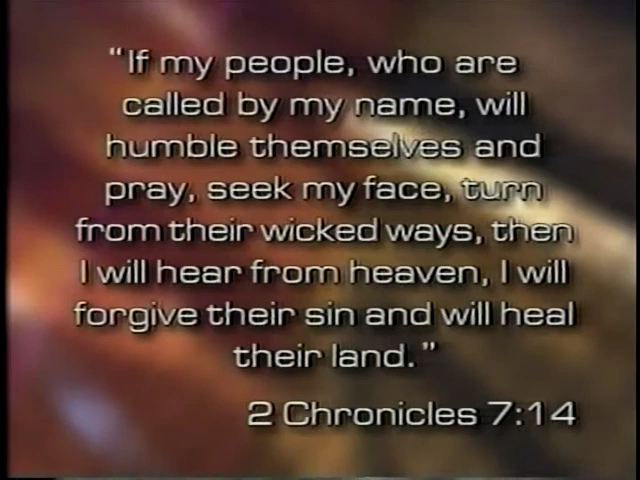 “If my people, who are
called by my name, will
humble themselves and
pray, seek my face, turn
from their wicked ways, then
I will hear from heaven, I will
forgive their sin and will heal
their land.”
2 Chronicles 7:14